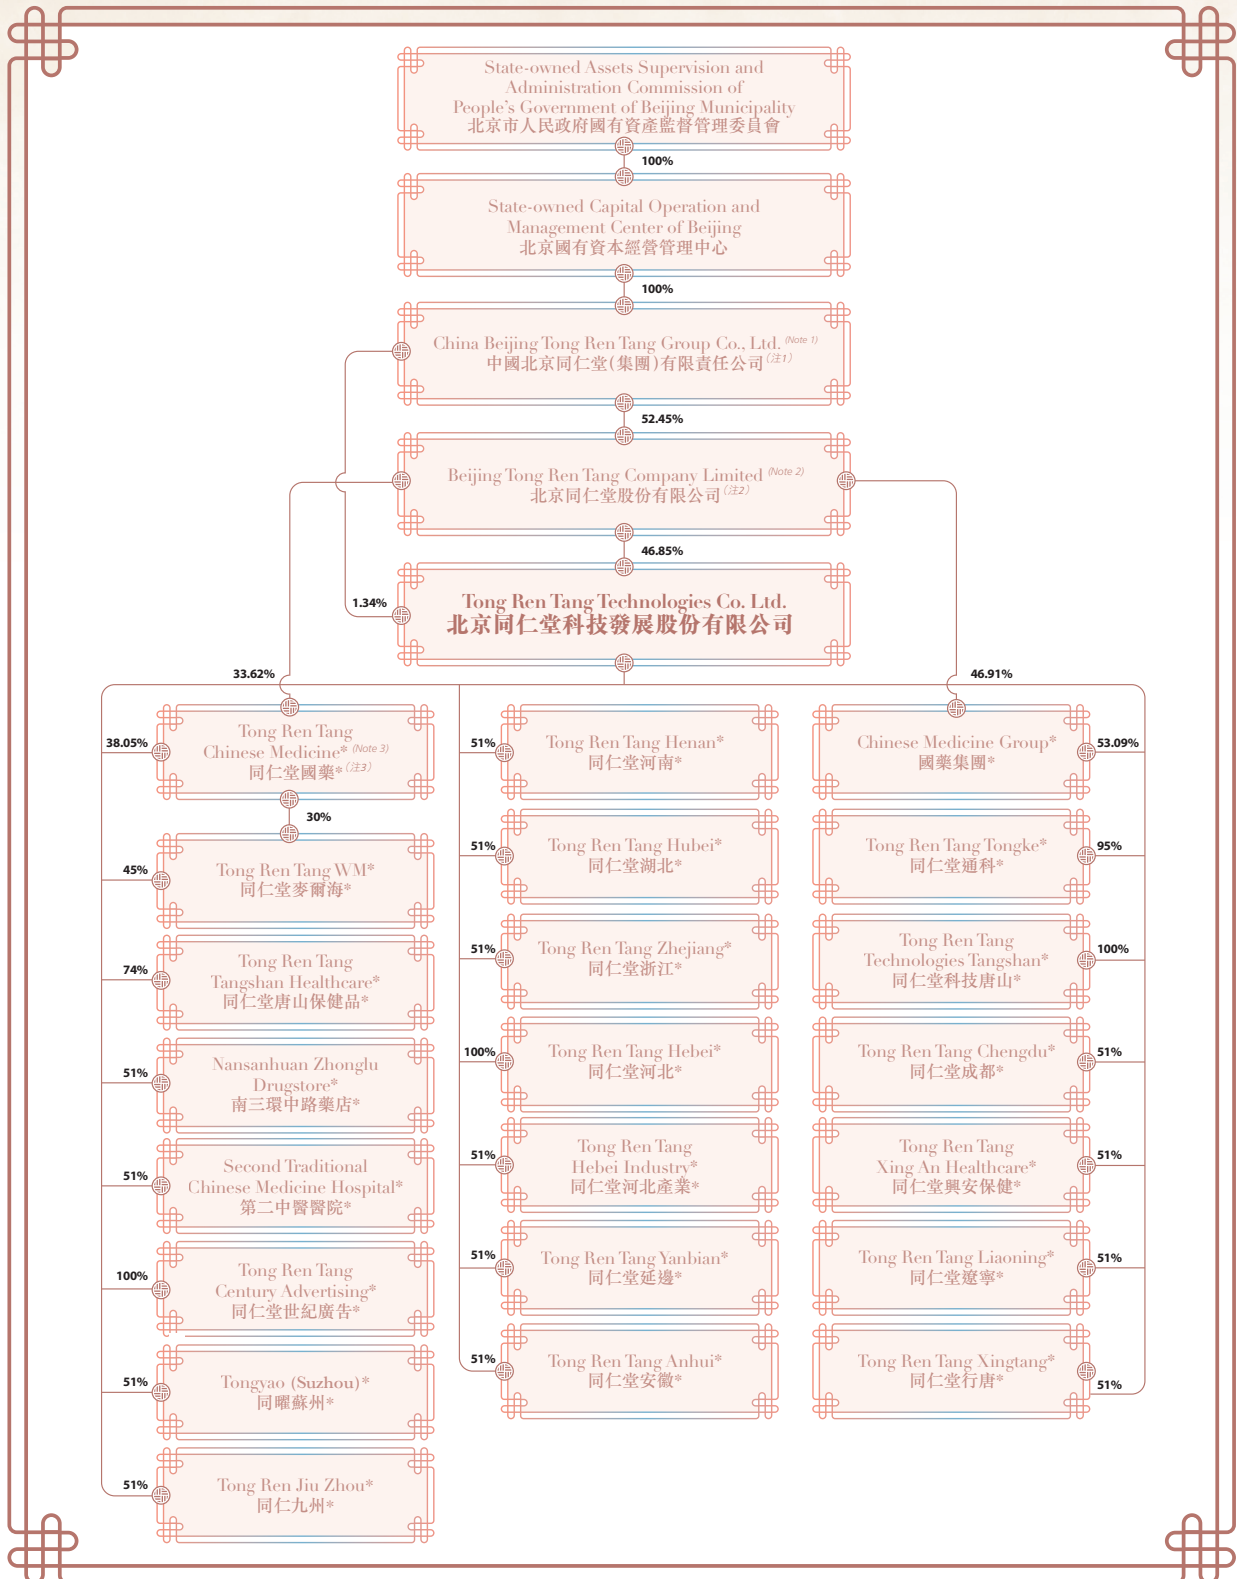 State-owned Assets Supervision and
Administration Commission of
People's Government of Beijing Municipality
北京市人民政府國有資產監督管理委員會
100%
State-owned Capital Operation and
Management Center of Beijing
北京國有資本經營管理中心
100%
China Beijing Tong Ren Tang Group Co., Ltd. (Note 1)
中國北京同仁堂(集團)有限責任公司(注1)
52.45%
Beijing Tong Ren Tang Company Limited (Note 2)
北京同仁堂股份有限公司(注2)
46.85%
1.34%
Tong Ren Tang Technologies Co. Ltd.
北京同仁堂科技發展股份有限公司
33.62%
46.91%
38.05%
Tong Ren Tang
Chinese Medicine* (Note 3)
同仁堂國藥*(注3)
30%
45%
Tong Ren Tang WM*
同仁堂麥爾海*
74%
Tong Ren Tang
Tangshan Healthcare*
同仁堂唐山保健品*
51%
Nansanhuan Zhonglu
Drugstore*
南三環中路藥店*
51%
Second Traditional
Chinese Medicine Hospital*
第二中醫醫院*
100%
Tong Ren Tang
Century Advertising*
同仁堂世紀廣告*
51%
Tongyao (Suzhou)*
同曜蘇州*
51%
Tong Ren Jiu Zhou*
同仁九州*
51%
Tong Ren Tang Henan*
同仁堂河南*
51%
Tong Ren Tang Hubei*
同仁堂湖北*
51%
Tong Ren Tang Zhejiang*
同仁堂浙江*
100%
Tong Ren Tang Hebei*
同仁堂河北*
51%
Tong Ren Tang
Hebei Industry*
同仁堂河北產業*
51%
Tong Ren Tang Yanbian*
同仁堂延邊*
51%
Tong Ren Tang Anhui*
同仁堂安徽*
Chinese Medicine Group*
國藥集團*
53.09%
Tong Ren Tang Tongke*
同仁堂通科*
95%
Tong Ren Tang
Technologies Tangshan*
同仁堂科技唐山*
100%
Tong Ren Tang Chengdu*
同仁堂成都*
51%
Tong Ren Tang
Xing An Healthcare*
同仁堂興安保健*
51%
Tong Ren Tang Liaoning*
同仁堂遼寧*
51%
Tong Ren Tang Xingtang*
同仁堂行唐*
51%